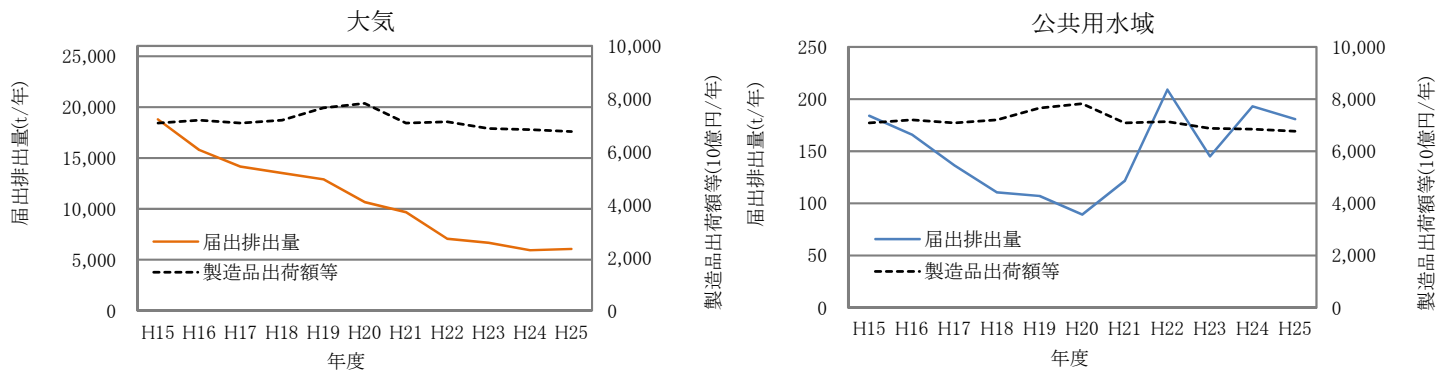 大気
25,000
20,000
15,000
10,000
5,000
0
届出排出量(t/年)
10,000
8,000
6,000
4,000
2,000
0
製造品出荷額等(10億円/年)
届出排出量
製造品出荷額等
H15 H16 H17 H18 H19 H20 H21 H22 H23 H24 H25
年度
公共用水域
250
200
150
100
50
0
届出排出量(t/年)
10,000
8,000
6,000
4,000
2,000
0
製造品出荷額等(10億円/年)
届出排出量
製造品出荷額等
H15 H16 H17 H18 H19 H20 H21 H22 H23 H24 H25
年度